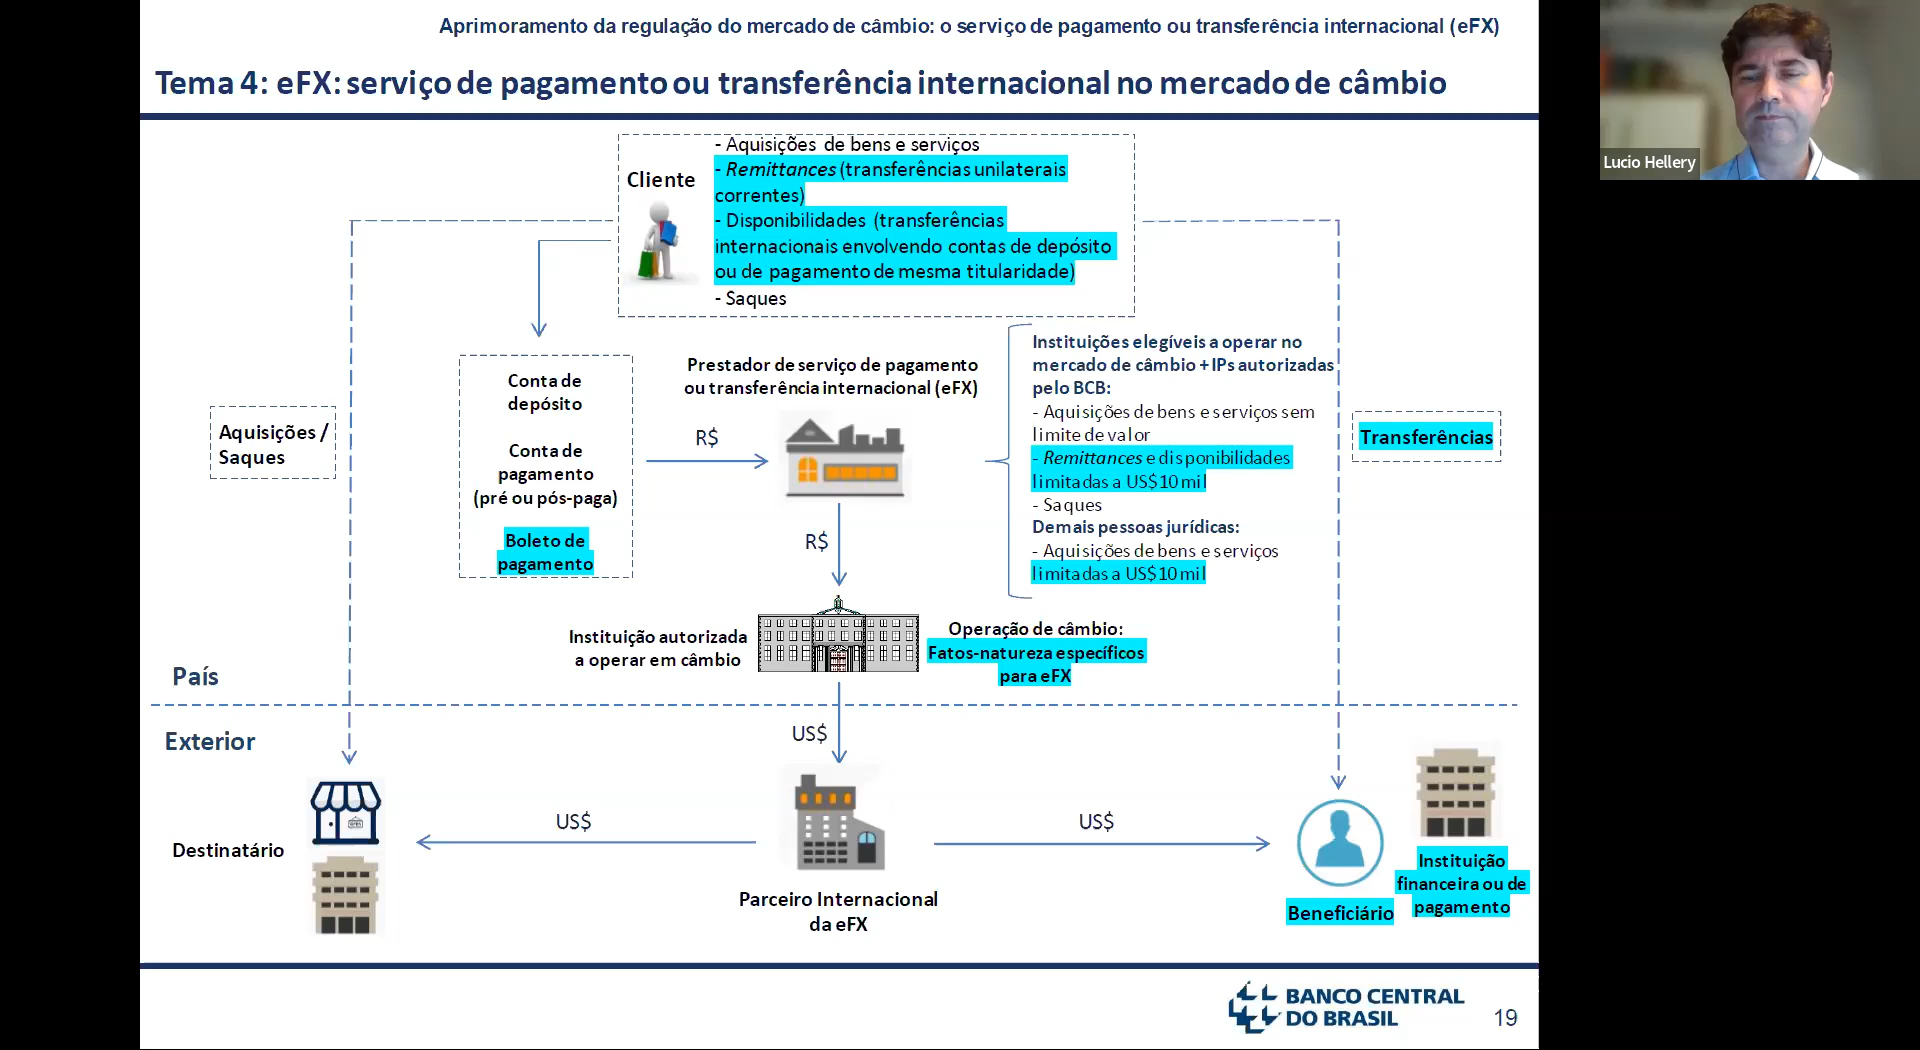 Aprimoramento da regulação do mercado de câmbio: o serviço de pagamento ou transferência internacional (eFX)
Tema 4: eFX: serviço de pagamento ou transferência internacional no mercado de câmbio
Lucio Hellery
Cliente
- Aquisições de bens e serviços
- Remittances (transferências unilaterais
correntes)
- Disponibilidades (transferências
internacionais envolvendo contas de depósito
ou de pagamento de mesma titularidade)
- Saques
Aquisições /
Saques
Conta de
depósito
Conta de
pagamento
(pré ou pós-paga)
Boleto de
pagamento
R$
Prestador de serviço de pagamento
ou transferência internacional (eFX)
Instituições elegíveis a operar no
mercado de câmbio + IPs autorizadas
pelo BCB:
- Aquisições de bens e serviços sem
limite de valor
- Remittances e disponibilidades
limitadas a US$10 mil
- Saques
Demais pessoas jurídicas:
- Aquisições de bens e serviços
limitadas a US$10 mil
Transferências
R$
Instituição autorizada
a operar em câmbio
Operação de câmbio:
Fatos-natureza específicos
para eFX
País
Exterior
US$
Destinatário
US$
Parceiro Internacional
da eFX
US$
Beneficiário
Instituição
financeira ou de
pagamento
BANCO CENTRAL
DO BRASIL
19